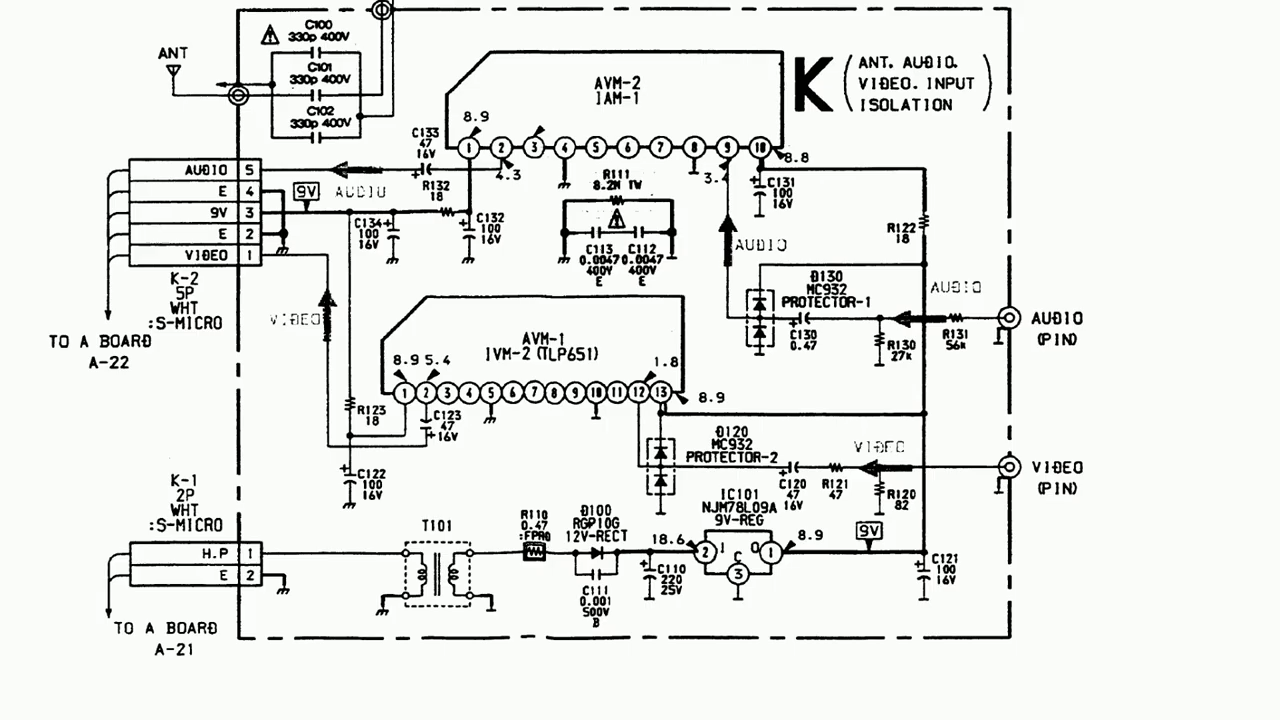 C100
330p 400V
ANT
C101
330p 400V
C102
330p 400V
AVM-2
IAM-1
K
ANT. AUDIO.
VIDEO. INPUT
ISOLATION
8.9
1 2 3 4 5 6 7 8 9 10
8.8
C133
47
16V
4.3
3.4
AUDIO 5
E 4
9V 3
E 2
VIDEO 1
AUDIO
9V
R132
18
C134
100
16V
C132
100
16V
R111
8.2M 1W
C113
0.0047
400V
E
C112
0.0047
400V
E
C131
100
16V
R122
18
AUDIO
K-2
5P
WHT
:S-MICRO
TO A BOARD
A-22
VIDEO
D130
MC932
PROTECTOR-1
AUDIO
C130
0.47
R130
27k
R131
56k
AUDIO
(PIN)
AVM-1
IVM-2 (TLP651)
8.9 5.4
1.8
1 2 3 4 5 6 7 8 9 10 11 12 13
8.9
R123
18
C123
47
16V
C122
100
16V
D120
MC932
PROTECTOR-2
VIDEO
C120
47
16V
R121
47
R120
82
VIDEO
(PIN)
K-1
2P
WHT
:S-MICRO
H.P 1
E 2
TO A BOARD
A-21
T101
R110
0.47
:FPRD
D100
RGP10G
12V-RECT
C111
0.001
500V
B
18.6
C110
220
25V
IC101
NJM78L09A
9V-REG
2 I O 1
C
3
8.9
9V
C121
100
16V